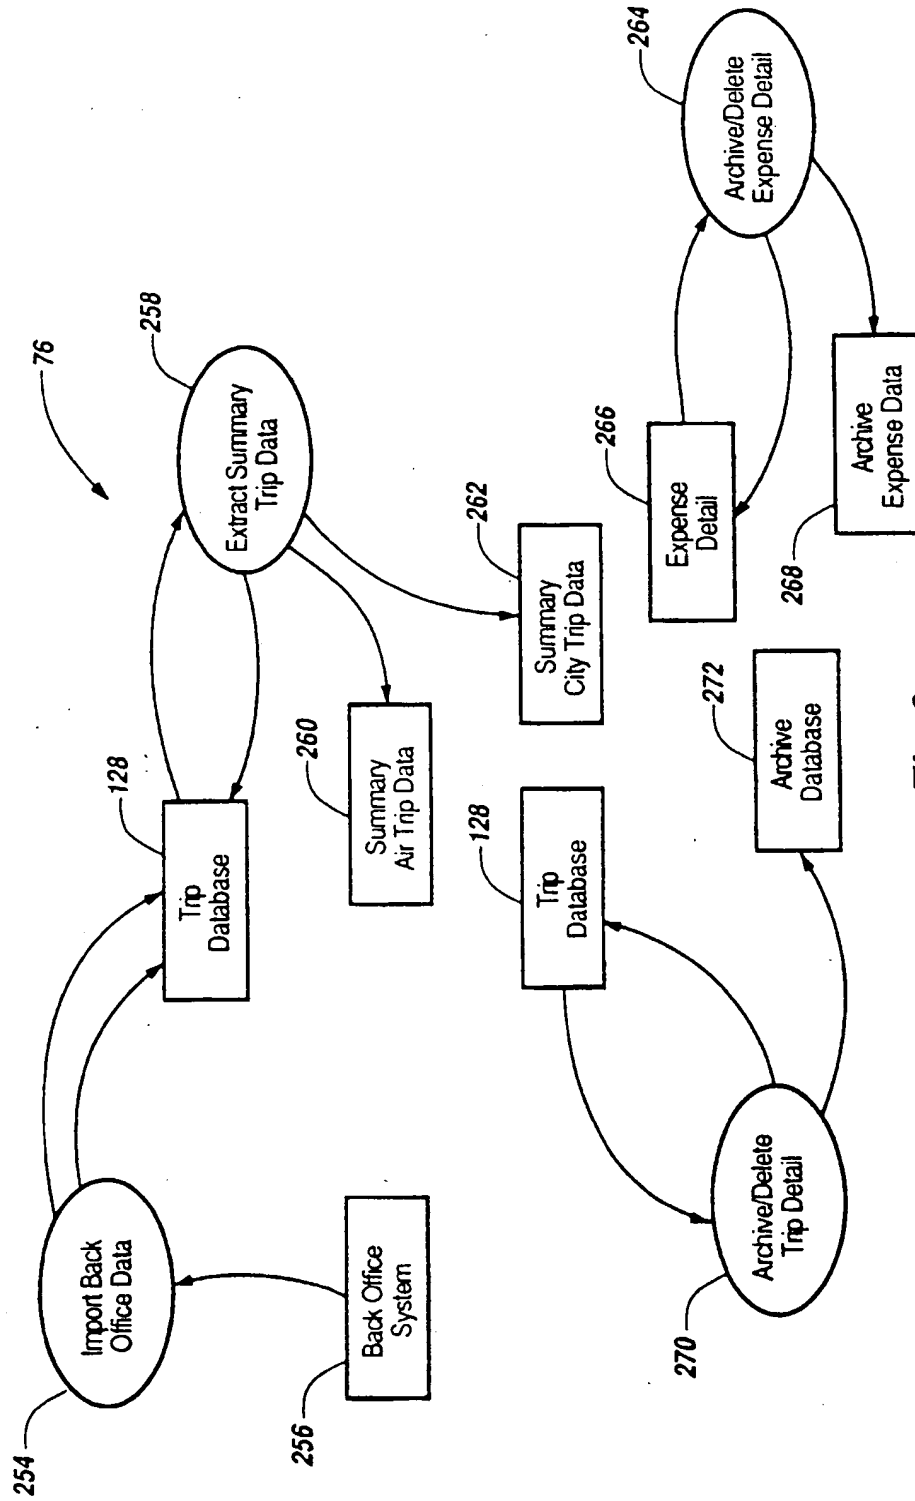 76
254
Import Back
Office Data
128
Trip
Database
258
Extract Summary
Trip Data
256
Back Office
System
260
Summary
Air Trip Data
262
Summary
City Trip Data
128
Trip
Database
266
Expense
Detail
264
Archive/Delete
Expense Detail
270
Archive/Delete
Trip Detail
272
Archive
Database
268
Archive
Expense Data